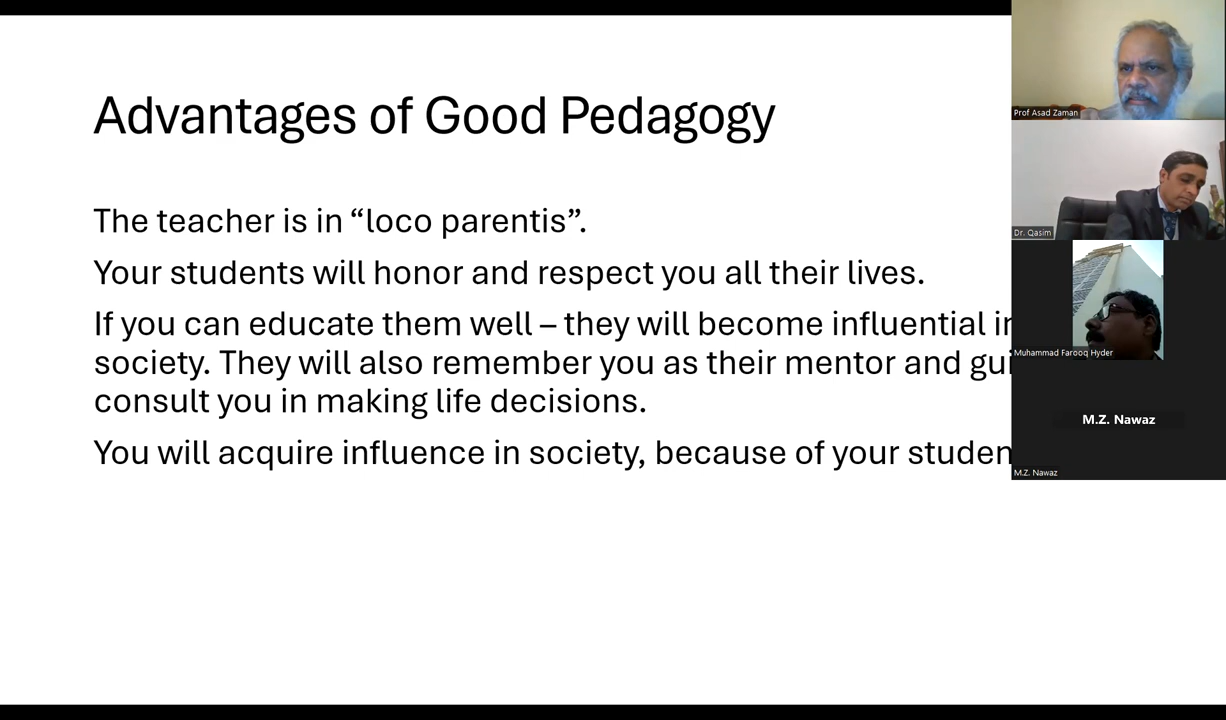 Advantages of Good Pedagogy
The teacher is in “loco parentis”.
Your students will honor and respect you all their lives.
If you can educate them well – they will become influential
society. They will also remember you as their mentor and
consult you in making life decisions.
You will acquire influence in society, because of your
Prof Asad Zaman
Dr. Qasim
Muhammad Farooq Hyder
M.Z. Nawaz
M.Z. Nawaz